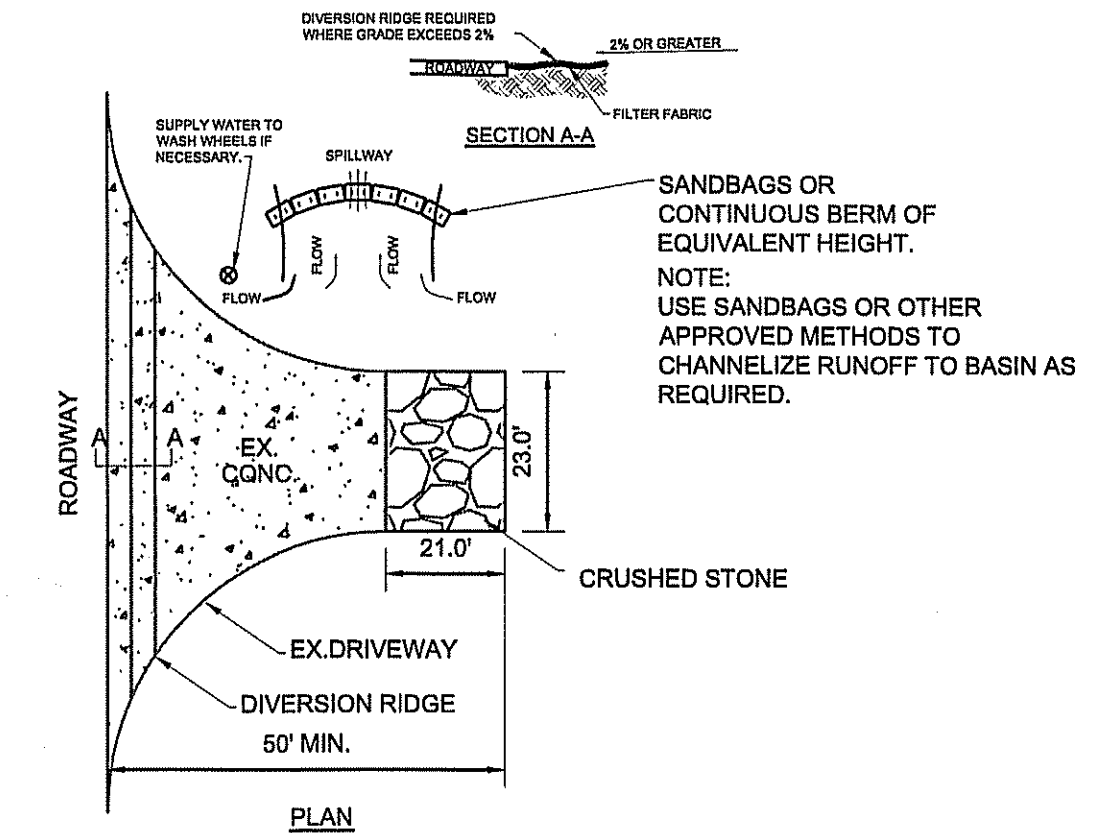 DIVERSION RIDGE REQUIRED
WHERE GRADE EXCEEDS 2%
2% OR GREATER
ROADWAY
FILTER FABRIC
SECTION A-A
SUPPLY WATER TO
WASH WHEELS IF
NECESSARY.
SPILLWAY
FLOW
FLOW
FLOW
FLOW
SANDBAGS OR
CONTINUOUS BERM OF
EQUIVALENT HEIGHT.
NOTE:
USE SANDBAGS OR OTHER
APPROVED METHODS TO
CHANNELIZE RUNOFF TO BASIN AS
REQUIRED.
ROADWAY
A
A
EX.
CONC.
23.0'
21.0'
CRUSHED STONE
EX.DRIVEWAY
DIVERSION RIDGE
50' MIN.
PLAN